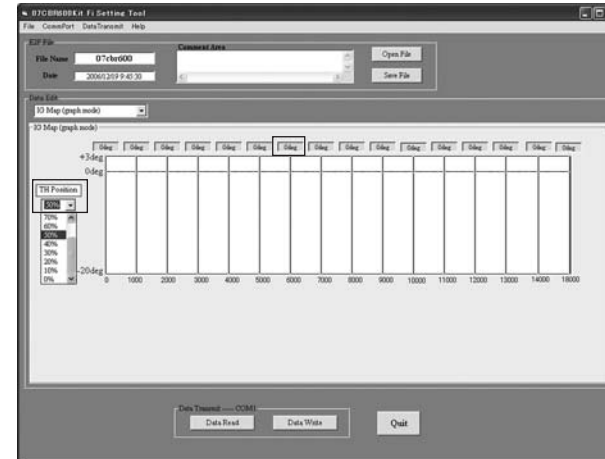 07CBR600Kit Fi Setting Tool
File CommPort DataTransmit Help
E2P File
File Name 07cbr600
Date 2006/12/19 9:45:30
Comment Area
Open File
Save File
Data Edit
IG Map (graph mode)
IG Map (graph mode)
0deg 0deg 0deg 0deg 0deg 0deg 0deg 0deg 0deg 0deg 0deg 0deg 0deg 0deg 0deg 0deg
+3deg
0deg
TH Position
50%
70%
60%
50%
40%
30%
20%
10%
0%
-20deg
0 1000 2000 3000 4000 5000 6000 7000 8000 9000 10000 11000 12000 13000 14000 18000
Data Transmit ----- COM1
Data Read Data Write Quit